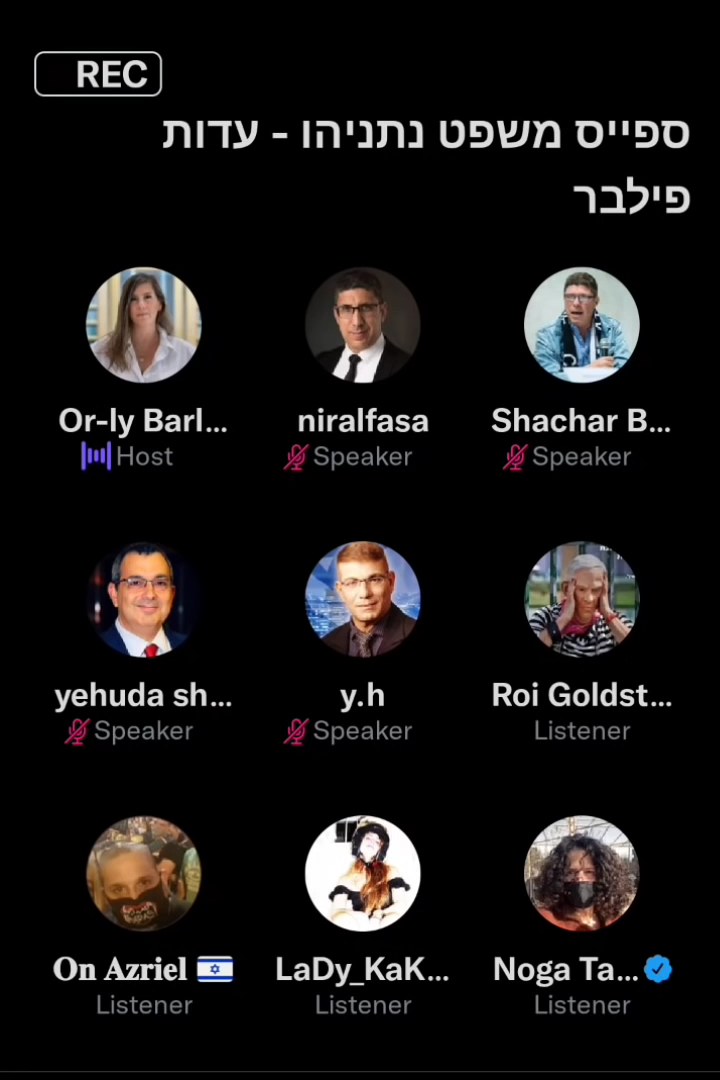 REC
ספייס משפט נתניהו - עדות
פילבר
Or-ly Barl... niralfasa Shachar B...
Host Speaker Speaker
yehuda sh... y.h Roi Goldst...
Speaker Speaker Listener
On Azriel 🇮🇱 LaDy_KaK... Noga Ta...
Listener Listener Listener